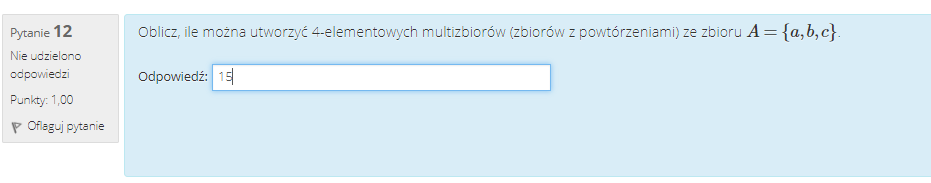 Pytanie 12
Nie udzielono
odpowiedzi
Punkty: 1,00
Oflaguj pytanie
Oblicz, ile można utworzyć 4-elementowych multizbiorów (zbiorów z powtórzeniami) ze zbioru A = {a,b,c}.
Odpowiedź: 15